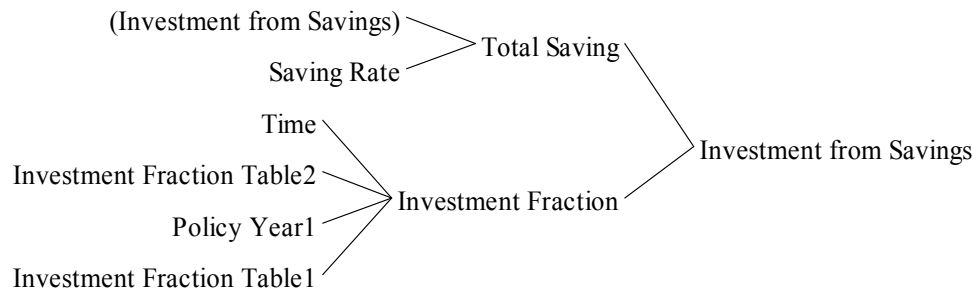 (Investment from Savings)
Total Saving
Saving Rate
Time
Investment from Savings
Investment Fraction Table2
Investment Fraction
Policy Year1
Investment Fraction Table1